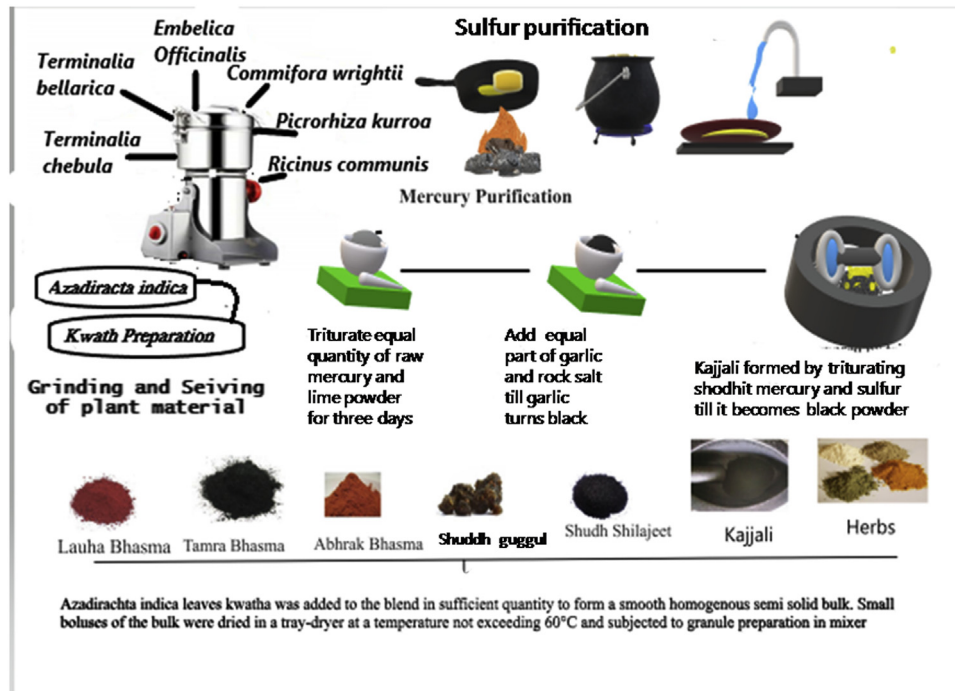 Embelica
Officinalis
Terminalia
bellarica
Commifora wrightii
Picrorhiza kurroa
Terminalia
chebula
Ricinus communis
Azadiracta indica
Kwath Preparation
Grinding and Seiving
of plant material
Sulfur purification
Mercury Purification
Triturate equal
quantity of raw
mercury and
lime powder
for three days
Add equal
part of garlic
and rock salt
till garlic
turns black
Kajjali formed by triturating
shodhit mercury and sulfur
till it becomes black powder
Lauha Bhasma
Tamra Bhasma
Abhrak Bhasma
Shuddh guggul
Shudh Shilajeet
Kajjali
Herbs
Azadirachta indica leaves kwatha was added to the blend in sufficient quantity to form a smooth homogenous semi solid bulk. Small
boluses of the bulk were dried in a tray-dryer at a temperature not exceeding 60°C and subjected to granule preparation in mixer